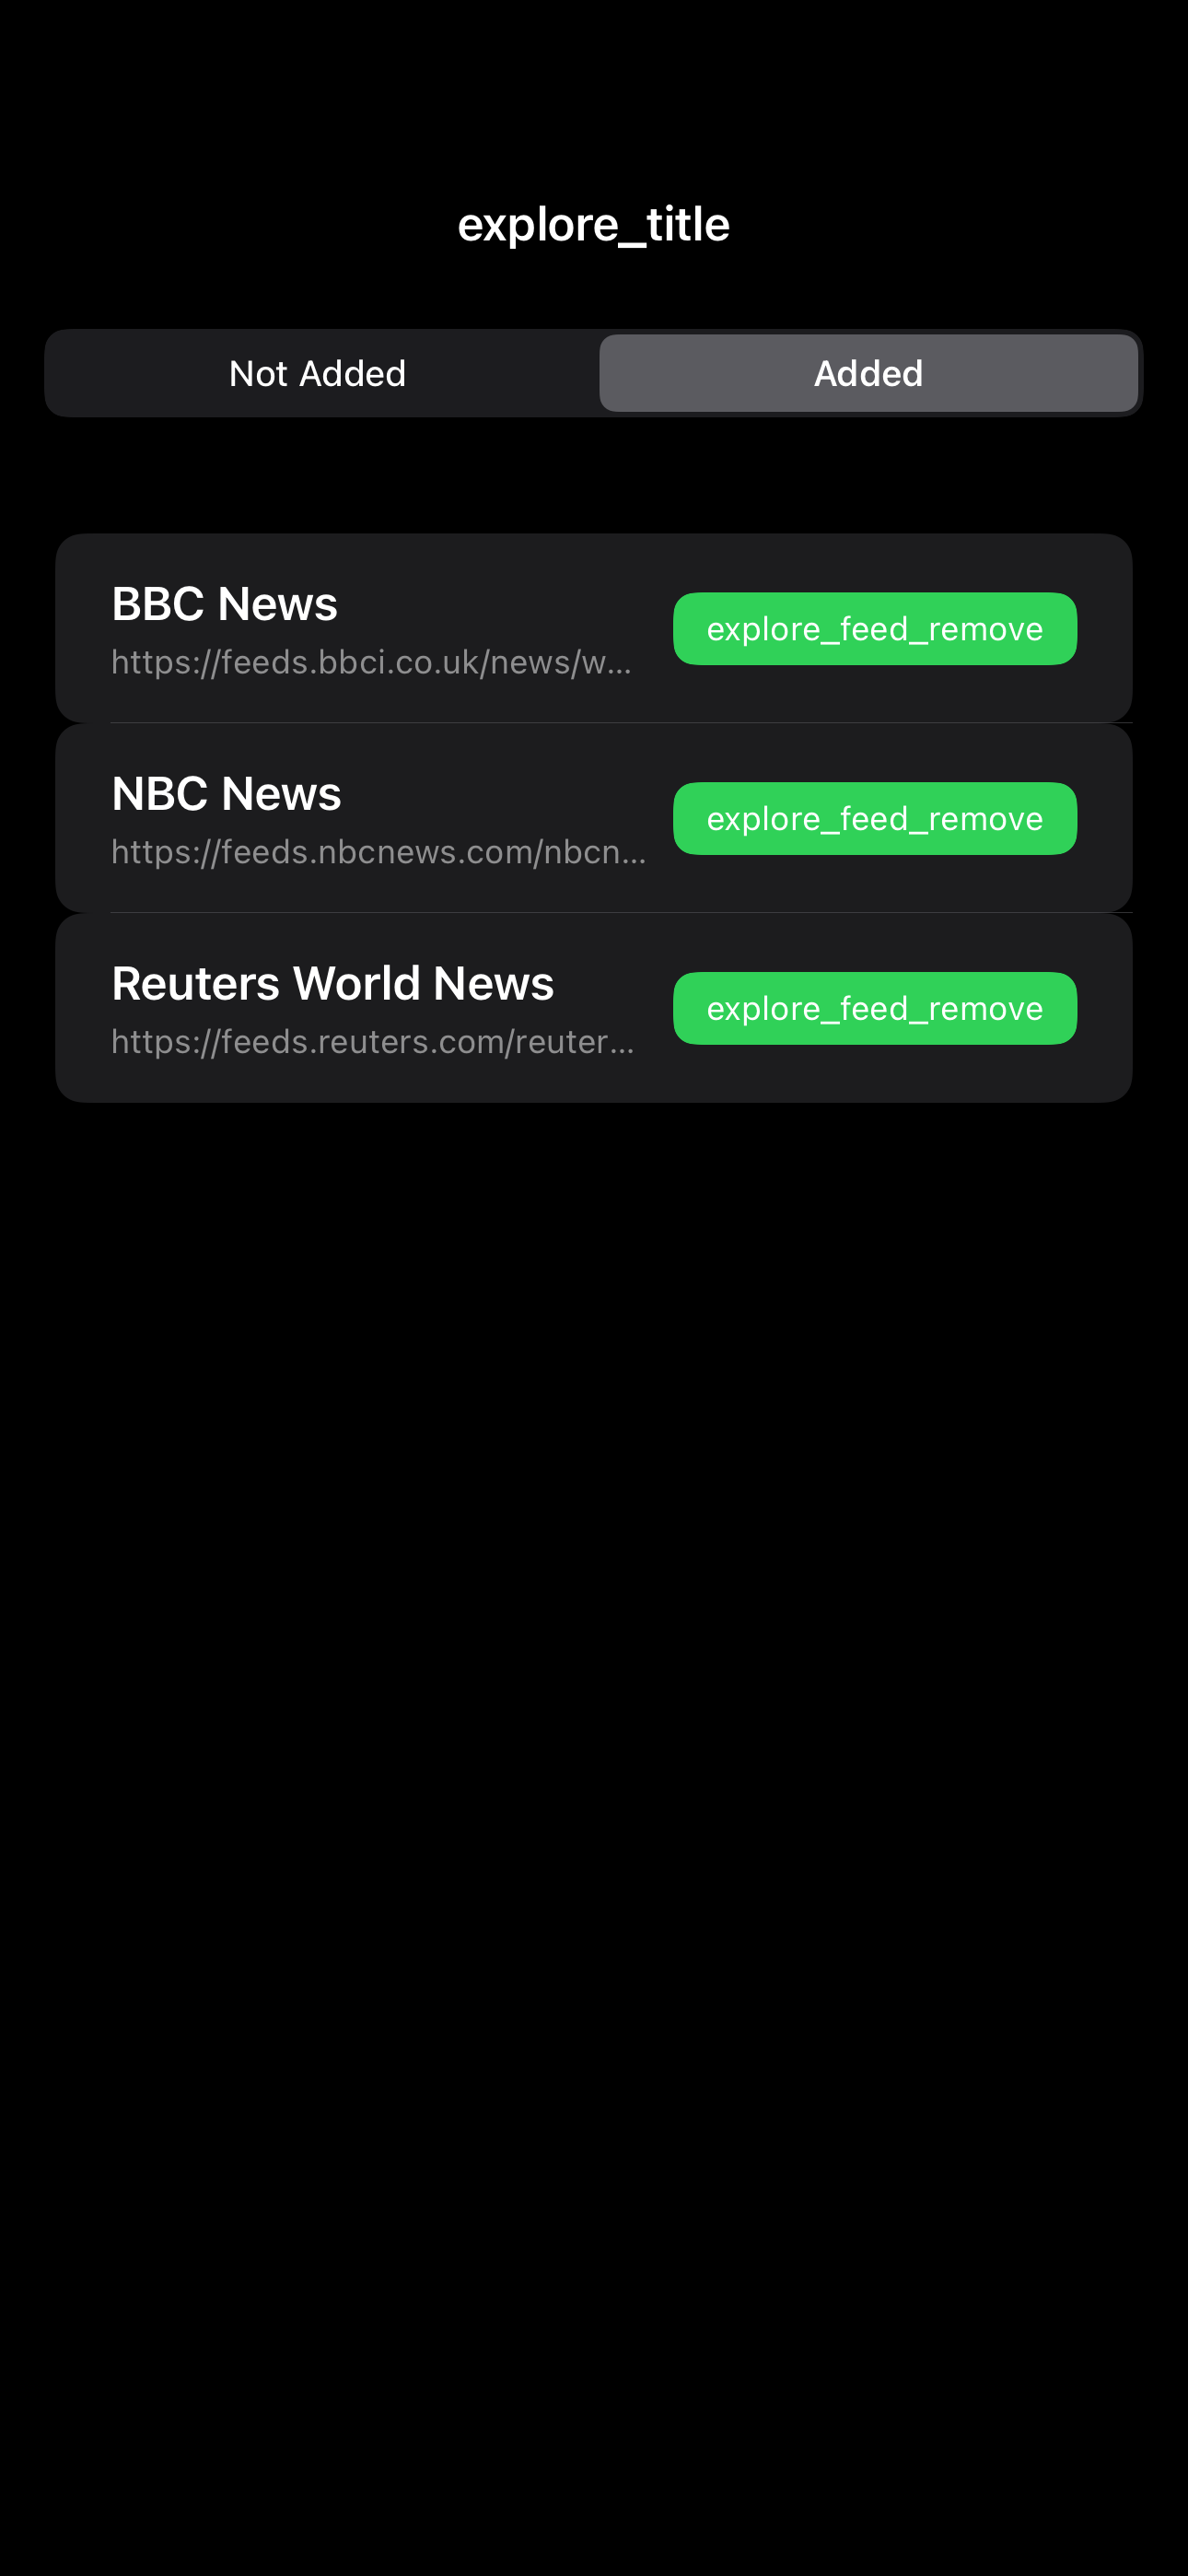 explore_title
Not Added
Added
BBC News
explore_feed_remove
https://feeds.bbci.co.uk/news/w...
NBC News
explore_feed_remove
https://feeds.nbcnews.com/nbcn...
Reuters World News
explore_feed_remove
https://feeds.reuters.com/reuter...